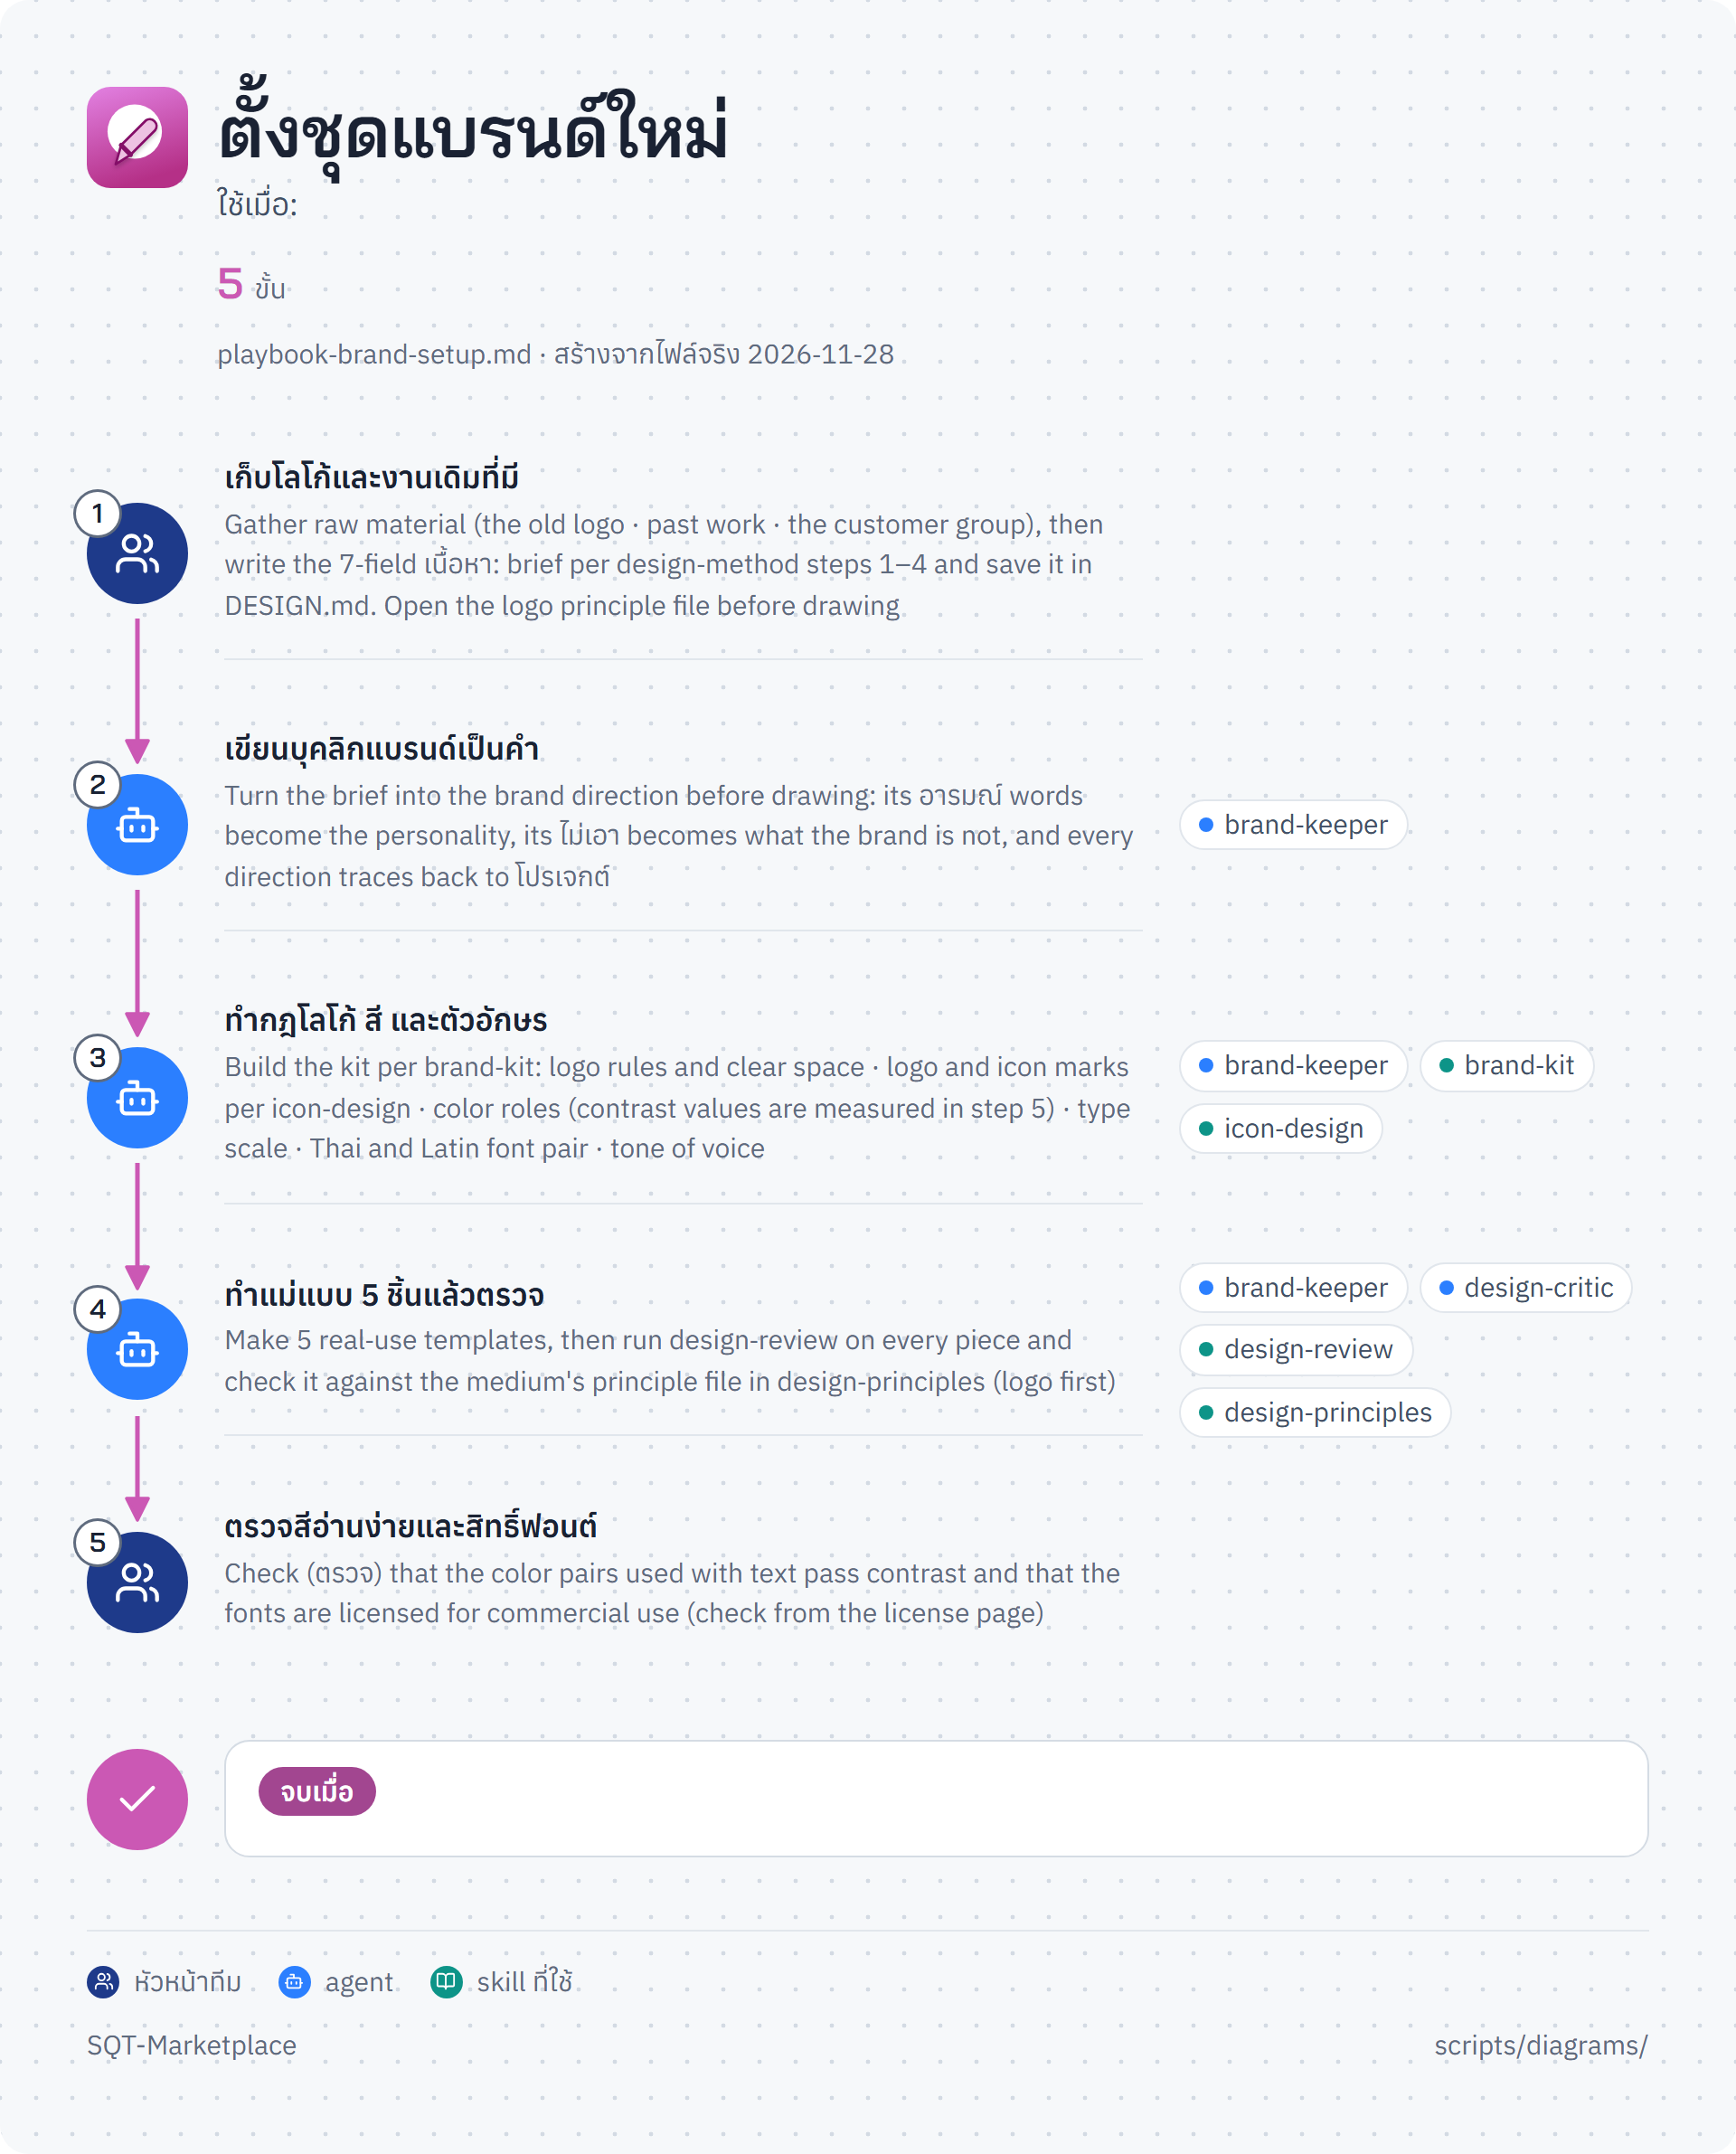 ตั้งชุดแบรนด์ใหม่
ใช้เมื่อ:
5 ขั้น
playbook-brand-setup.md · สร้างจากไฟล์จริง 2026-11-28
1
เก็บโลโก้และงานเดิมที่มี
Gather raw material (the old logo · past work · the customer group), then
write the 7-field เนื้อหา: brief per design-method steps 1–4 and save it in
DESIGN.md. Open the logo principle file before drawing
2
เขียนบุคลิกแบรนด์เป็นคำ
Turn the brief into the brand direction before drawing: its อารมณ์ words
become the personality, its ไม่เอา becomes what the brand is not, and every
direction traces back to โปรเจกต์
brand-keeper
3
ทำกฎโลโก้ สี และตัวอักษร
Build the kit per brand-kit: logo rules and clear space · logo and icon marks
per icon-design · color roles (contrast values are measured in step 5) · type
scale · Thai and Latin font pair · tone of voice
brand-keeper brand-kit
icon-design
4
ทำแม่แบบ 5 ชิ้นแล้วตรวจ
Make 5 real-use templates, then run design-review on every piece and
check it against the medium's principle file in design-principles (logo first)
brand-keeper design-critic
design-review
design-principles
5
ตรวจสีอ่านง่ายและสิทธิ์ฟอนต์
Check (ตรวจ) that the color pairs used with text pass contrast and that the
fonts are licensed for commercial use (check from the license page)
จบเมื่อ
หัวหน้าทีม agent skill ที่ใช้
SQT-Marketplace scripts/diagrams/